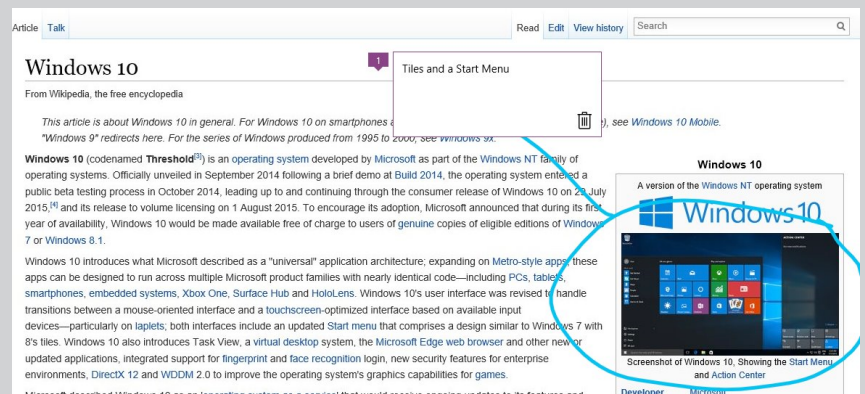 Article Talk Read Edit View history Search
Windows 10
1
Tiles and a Start Menu
From Wikipedia, the free encyclopedia
This article is about Windows 10 in general. For Windows 10 on smartphones a e), see Windows 10 Mobile.
"Windows 9" redirects here. For the series of Windows produced from 1995 to 2000, see Windows 9x.
Windows 10 (codenamed Threshold[3]) is an operating system developed by Microsoft as part of the Windows NT family of
operating systems. Officially unveiled in September 2014 following a brief demo at Build 2014, the operating system entered a
public beta testing process in October 2014, leading up to and continuing through the consumer release of Windows 10 on 29 July
2015,[4] and its release to volume licensing on 1 August 2015. To encourage its adoption, Microsoft announced that during its first
year of availability, Windows 10 would be made available free of charge to users of genuine copies of eligible editions of Windows
7 or Windows 8.1.
Windows 10 introduces what Microsoft described as a "universal" application architecture; expanding on Metro-style apps, these
apps can be designed to run across multiple Microsoft product families with nearly identical code—including PCs, tablets,
smartphones, embedded systems, Xbox One, Surface Hub and HoloLens. Windows 10's user interface was revised to handle
transitions between a mouse-oriented interface and a touchscreen-optimized interface based on available input
devices—particularly on laplets; both interfaces include an updated Start menu that comprises a design similar to Windows 7 with
8's tiles. Windows 10 also introduces Task View, a virtual desktop system, the Microsoft Edge web browser and other new or
updated applications, integrated support for fingerprint and face recognition login, new security features for enterprise
environments, DirectX 12 and WDDM 2.0 to improve the operating system's graphics capabilities for games.
Windows 10
A version of the Windows NT operating system
Windows 10
ACTION CENTER
Screenshot of Windows 10, Showing the Start Menu
and Action Center
Developer Microsoft